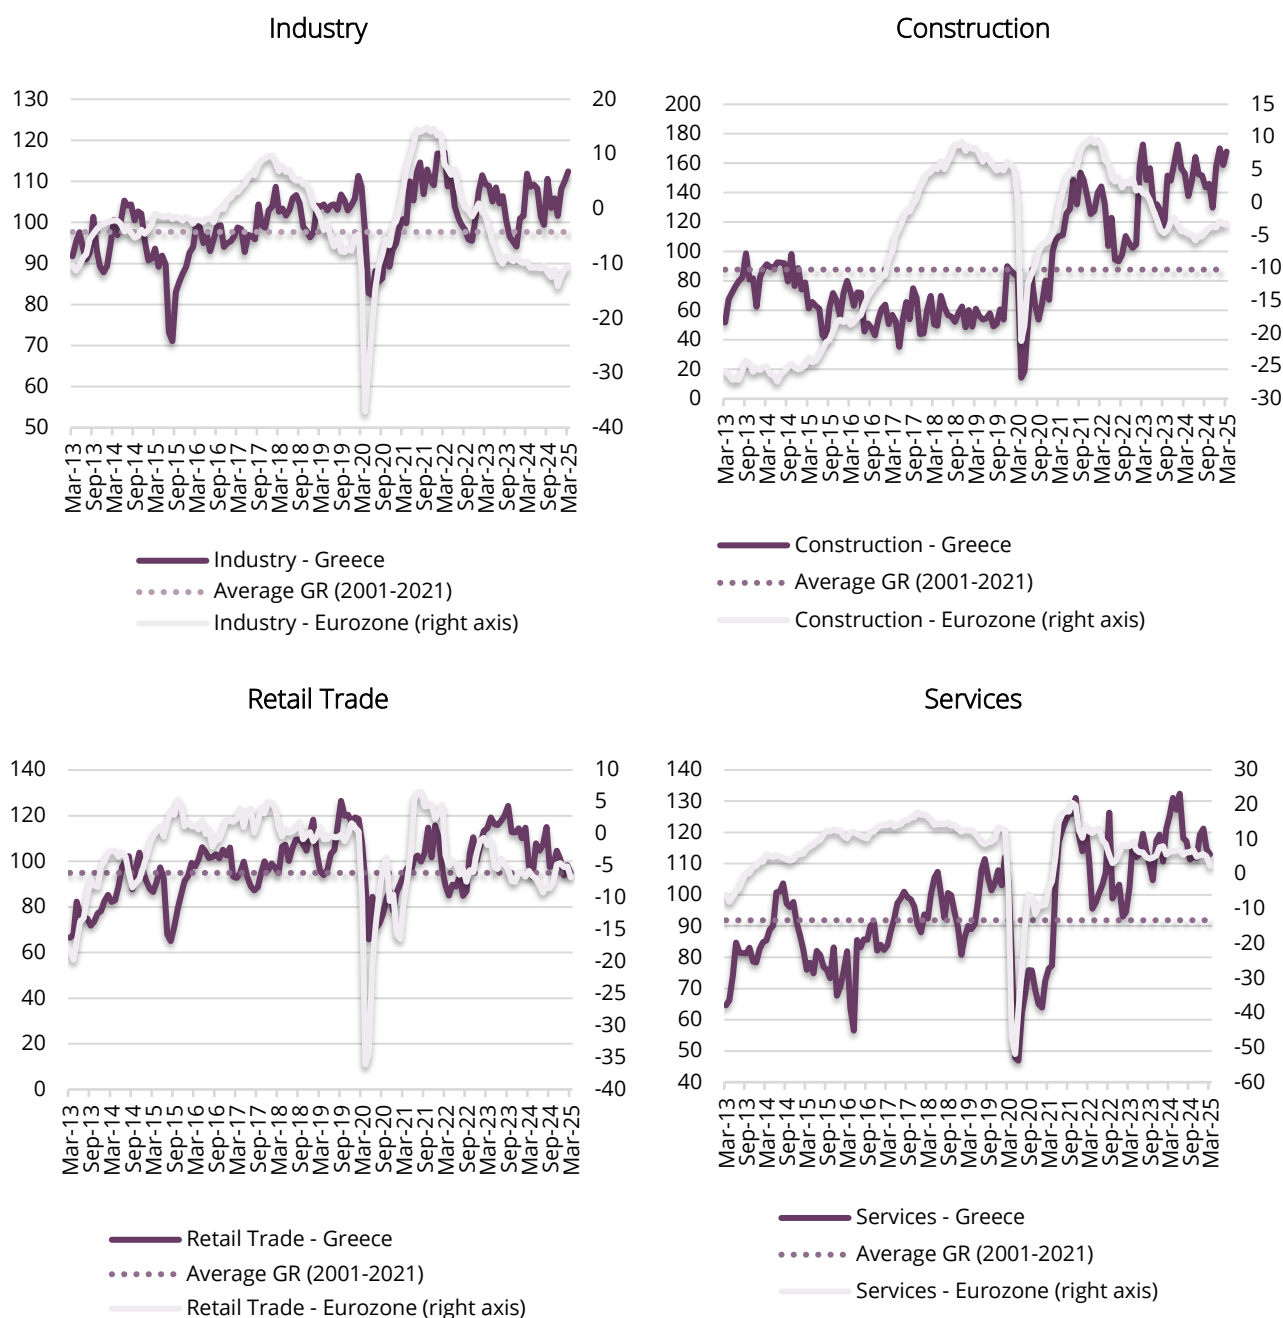 Industry
130
120
110
100
90
80
70
60
50
20
10
0
-10
-20
-30
-40
Mar-13
Sep-13
Mar-14
Sep-14
Mar-15
Sep-15
Mar-16
Sep-16
Mar-17
Sep-17
Mar-18
Sep-18
Mar-19
Sep-19
Mar-20
Sep-20
Mar-21
Sep-21
Mar-22
Sep-22
Mar-23
Sep-23
Mar-24
Sep-24
Mar-25
Industry - Greece
Average GR (2001-2021)
Industry - Eurozone (right axis)
Construction
200
180
160
140
120
100
80
60
40
20
0
15
10
5
0
-5
-10
-15
-20
-25
-30
Mar-13
Sep-13
Mar-14
Sep-14
Mar-15
Sep-15
Mar-16
Sep-16
Mar-17
Sep-17
Mar-18
Sep-18
Mar-19
Sep-19
Mar-20
Sep-20
Mar-21
Sep-21
Mar-22
Sep-22
Mar-23
Sep-23
Mar-24
Sep-24
Mar-25
Construction - Greece
Average GR (2001-2021)
Construction - Eurozone (right axis)
Retail Trade
140
120
100
80
60
40
20
0
10
5
0
-5
-10
-15
-20
-25
-30
-35
-40
Mar-13
Sep-13
Mar-14
Sep-14
Mar-15
Sep-15
Mar-16
Sep-16
Mar-17
Sep-17
Mar-18
Sep-18
Mar-19
Sep-19
Mar-20
Sep-20
Mar-21
Sep-21
Mar-22
Sep-22
Mar-23
Sep-23
Mar-24
Sep-24
Mar-25
Retail Trade - Greece
Average GR (2001-2021)
Retail Trade - Eurozone (right axis)
Services
140
130
120
110
100
90
80
70
60
50
40
30
20
10
0
-10
-20
-30
-40
-50
-60
Mar-13
Sep-13
Mar-14
Sep-14
Mar-15
Sep-15
Mar-16
Sep-16
Mar-17
Sep-17
Mar-18
Sep-18
Mar-19
Sep-19
Mar-20
Sep-20
Mar-21
Sep-21
Mar-22
Sep-22
Mar-23
Sep-23
Mar-24
Sep-24
Mar-25
Services - Greece
Average GR (2001-2021)
Services - Eurozone (right axis)